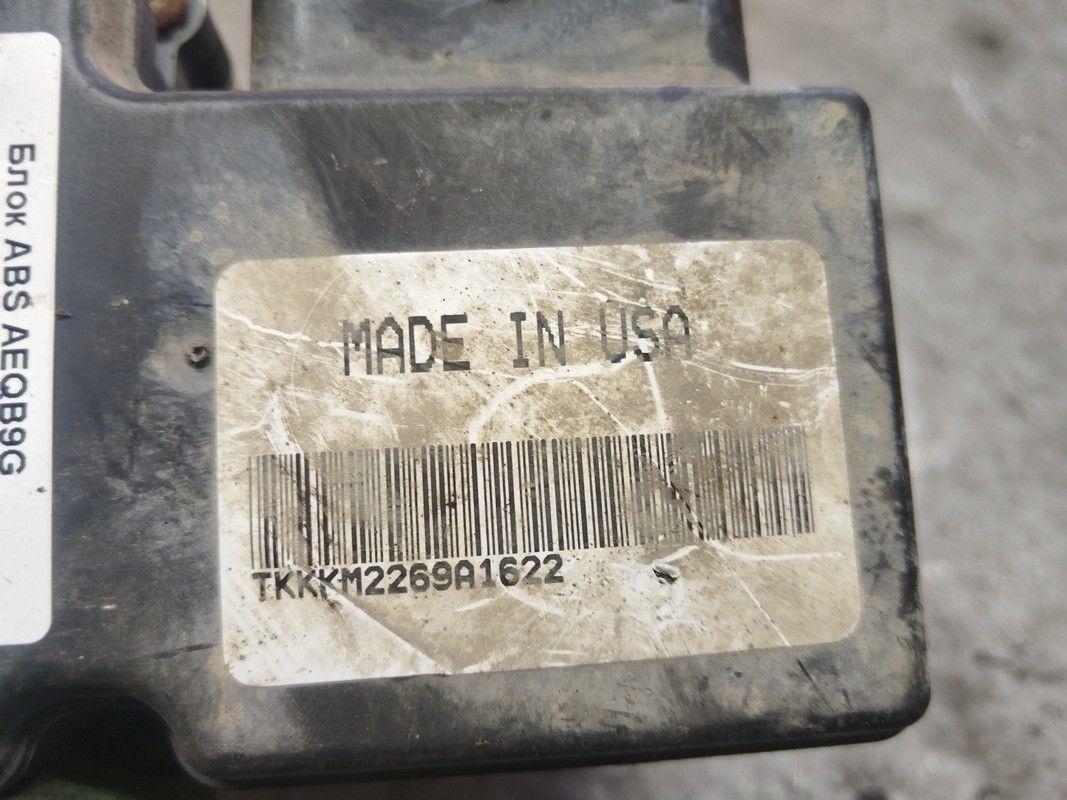 Блок ABS AEQB9G
MADE IN USA
TKKKM2269A1622